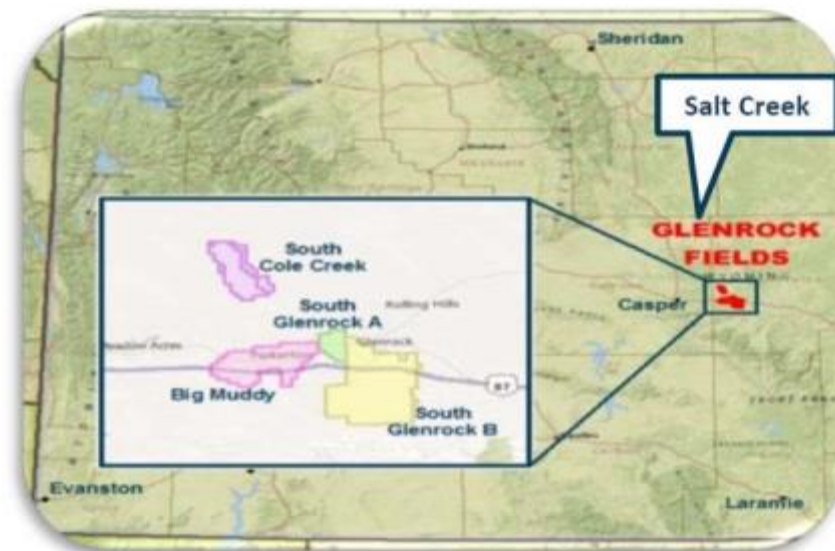 Sheridan
Salt Creek
GLENROCK
FIELDS
Casper
South
Cole Creek
South
Glenrock A
Rolling Hills
Glenrock
Big Muddy
87
South
Glenrock B
Evanston
Laramie